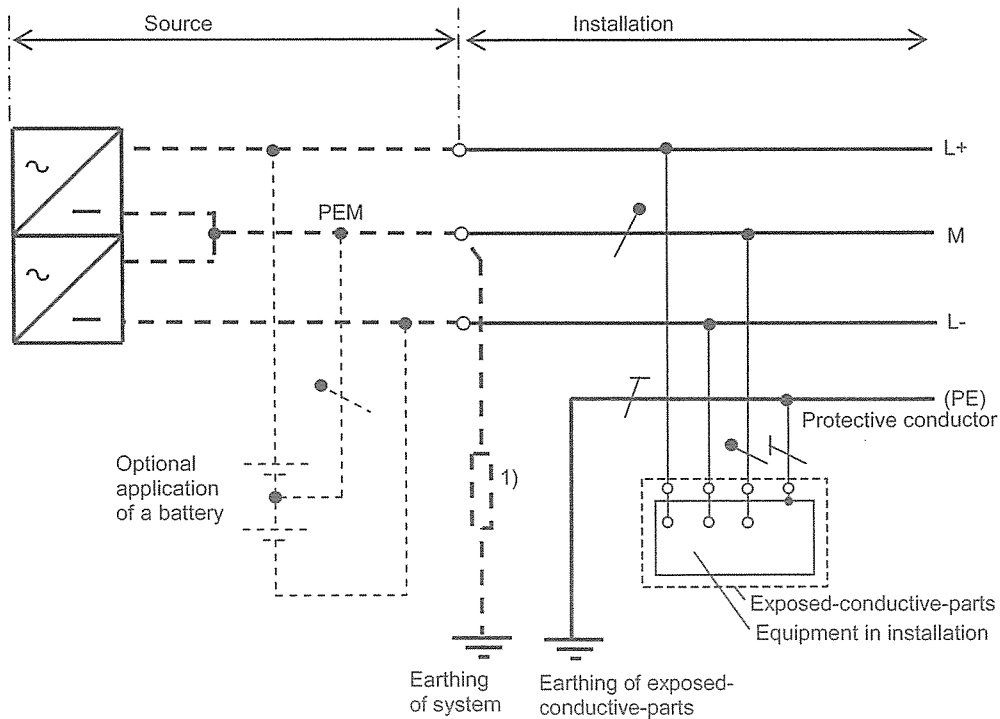 Source
Installation
L+
PEM
M
L-
(PE)
Protective conductor
Optional
application
of a battery
1)
Exposed-conductive-parts
Equipment in installation
Earthing
of system
Earthing of exposed-
conductive-parts